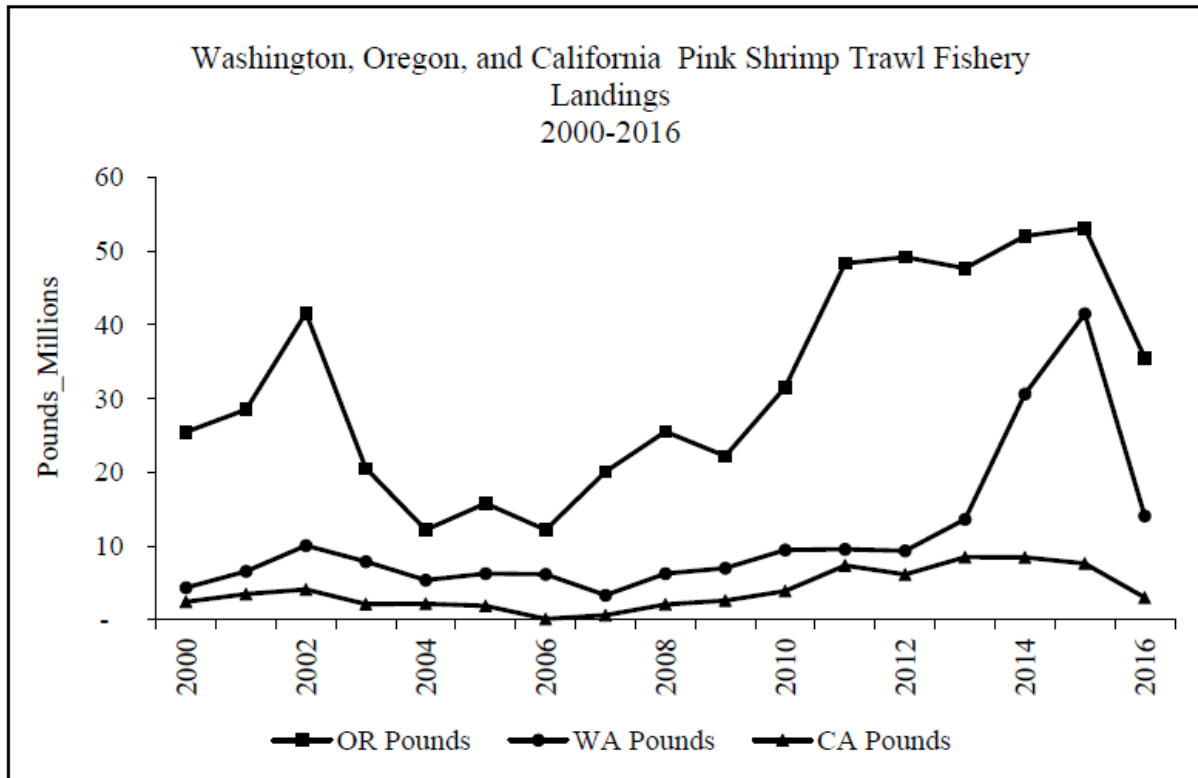 Washington, Oregon, and California Pink Shrimp Trawl Fishery
Landings
2000-2016
60
50
40
30
20
10
-
Pounds_Millions
2000
2002
2004
2006
2008
2010
2012
2014
2016
OR Pounds
WA Pounds
CA Pounds